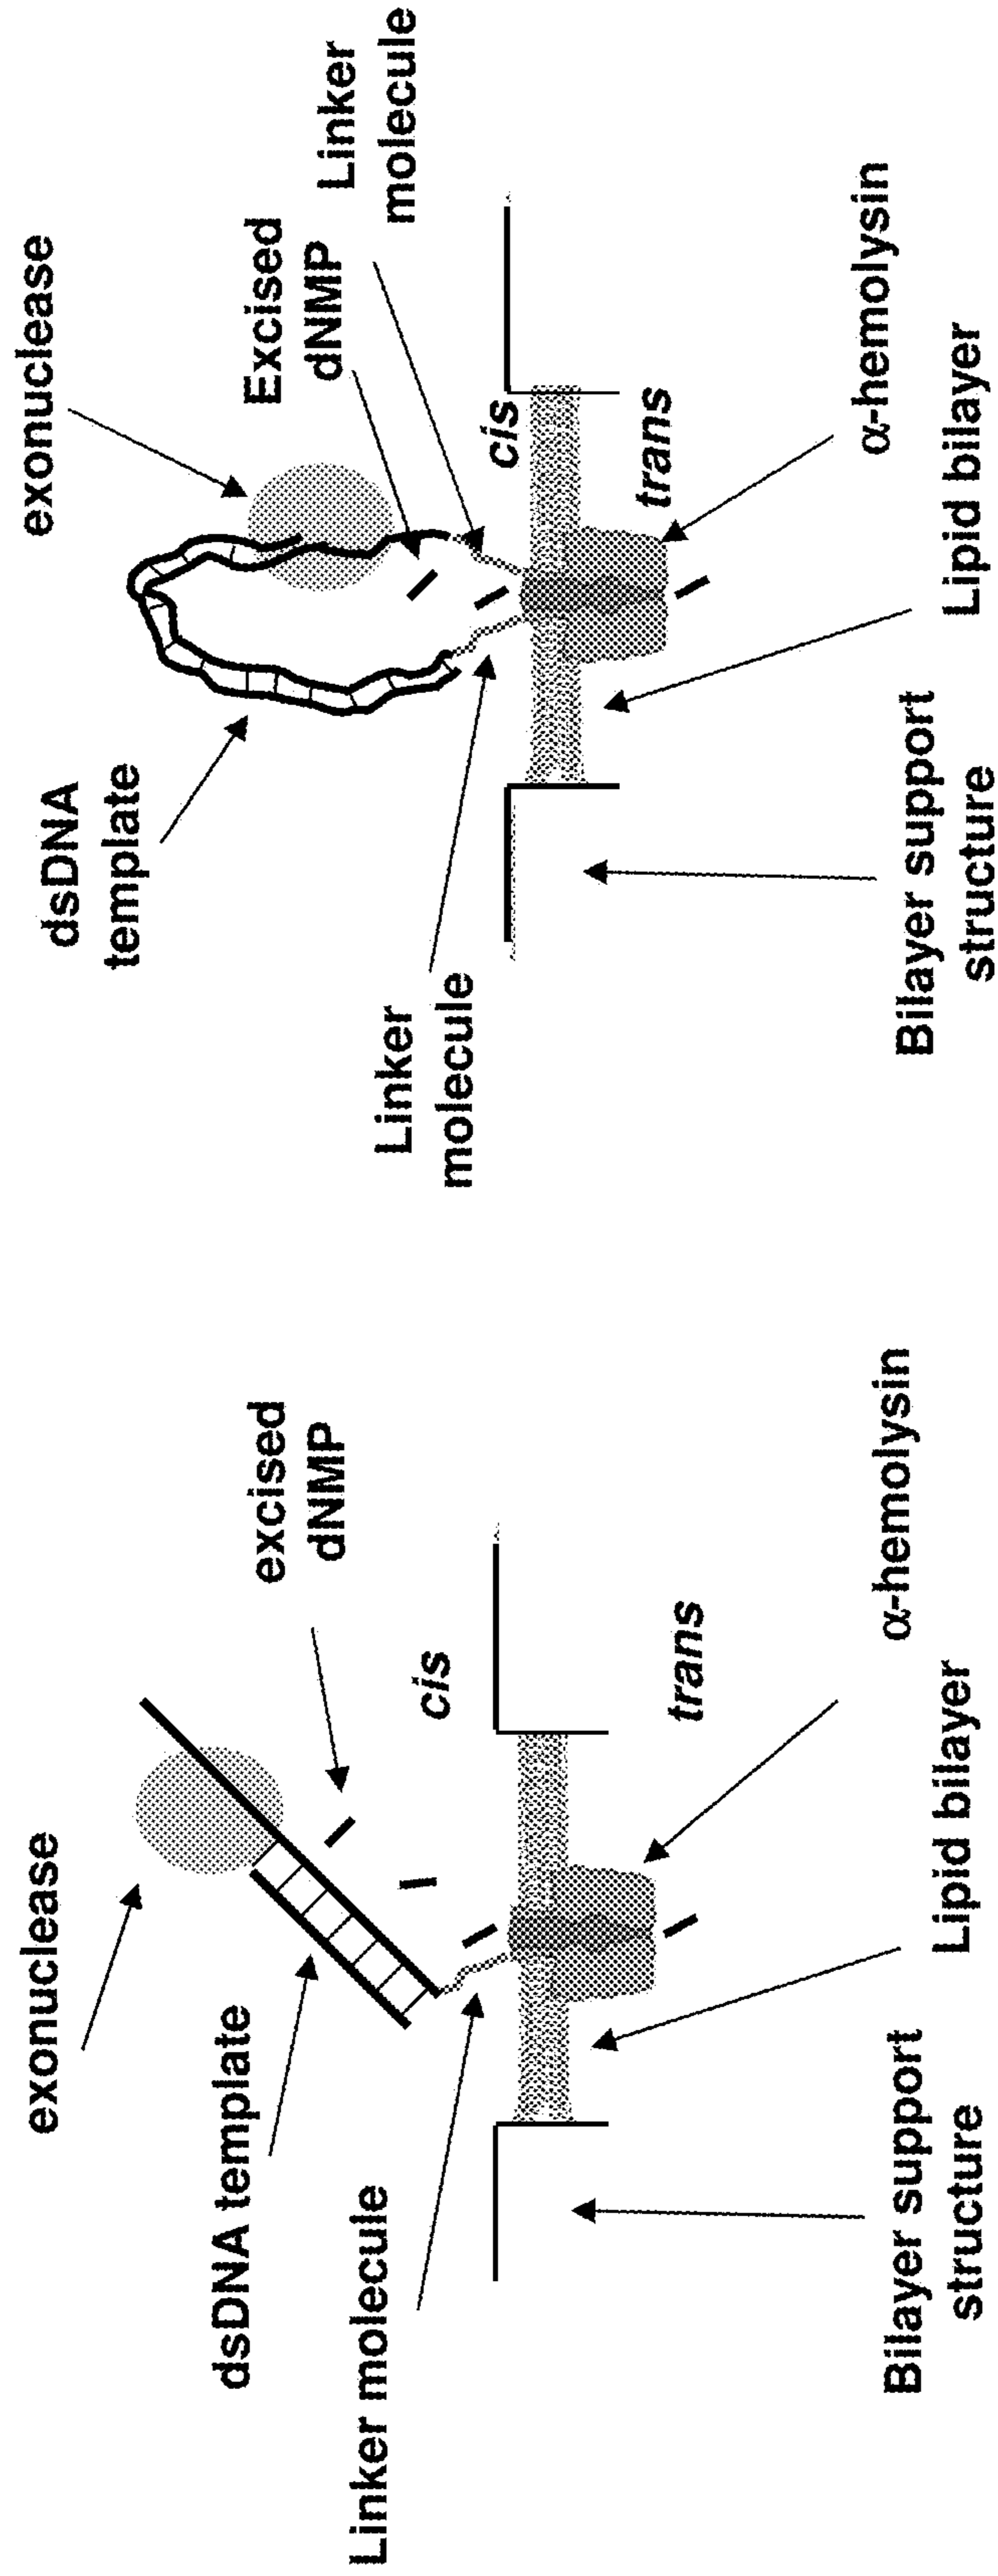 exonuclease
dsDNA template
excised
dNMP
Linker molecule
cis
trans
α-hemolysin
Lipid bilayer
Bilayer support
structure
exonuclease
dsDNA
template
Excised
dNMP
Linker
molecule
Linker
molecule
cis
trans
α-hemolysin
Lipid bilayer
Bilayer support
structure